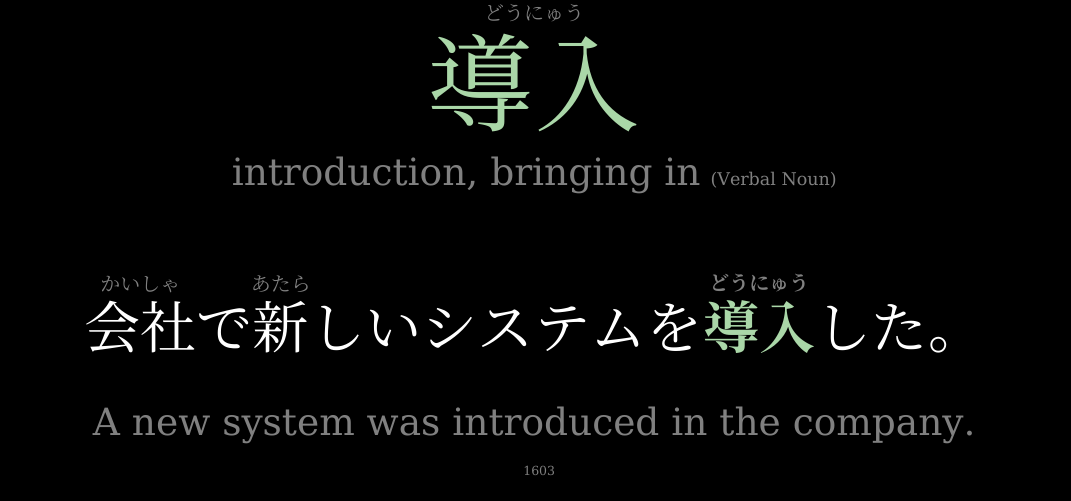 どうにゅう
導入
introduction, bringing in (Verbal Noun)
かいしゃ あたら どうにゅう
会社で新しいシステムを導入した。
A new system was introduced in the company.
1603